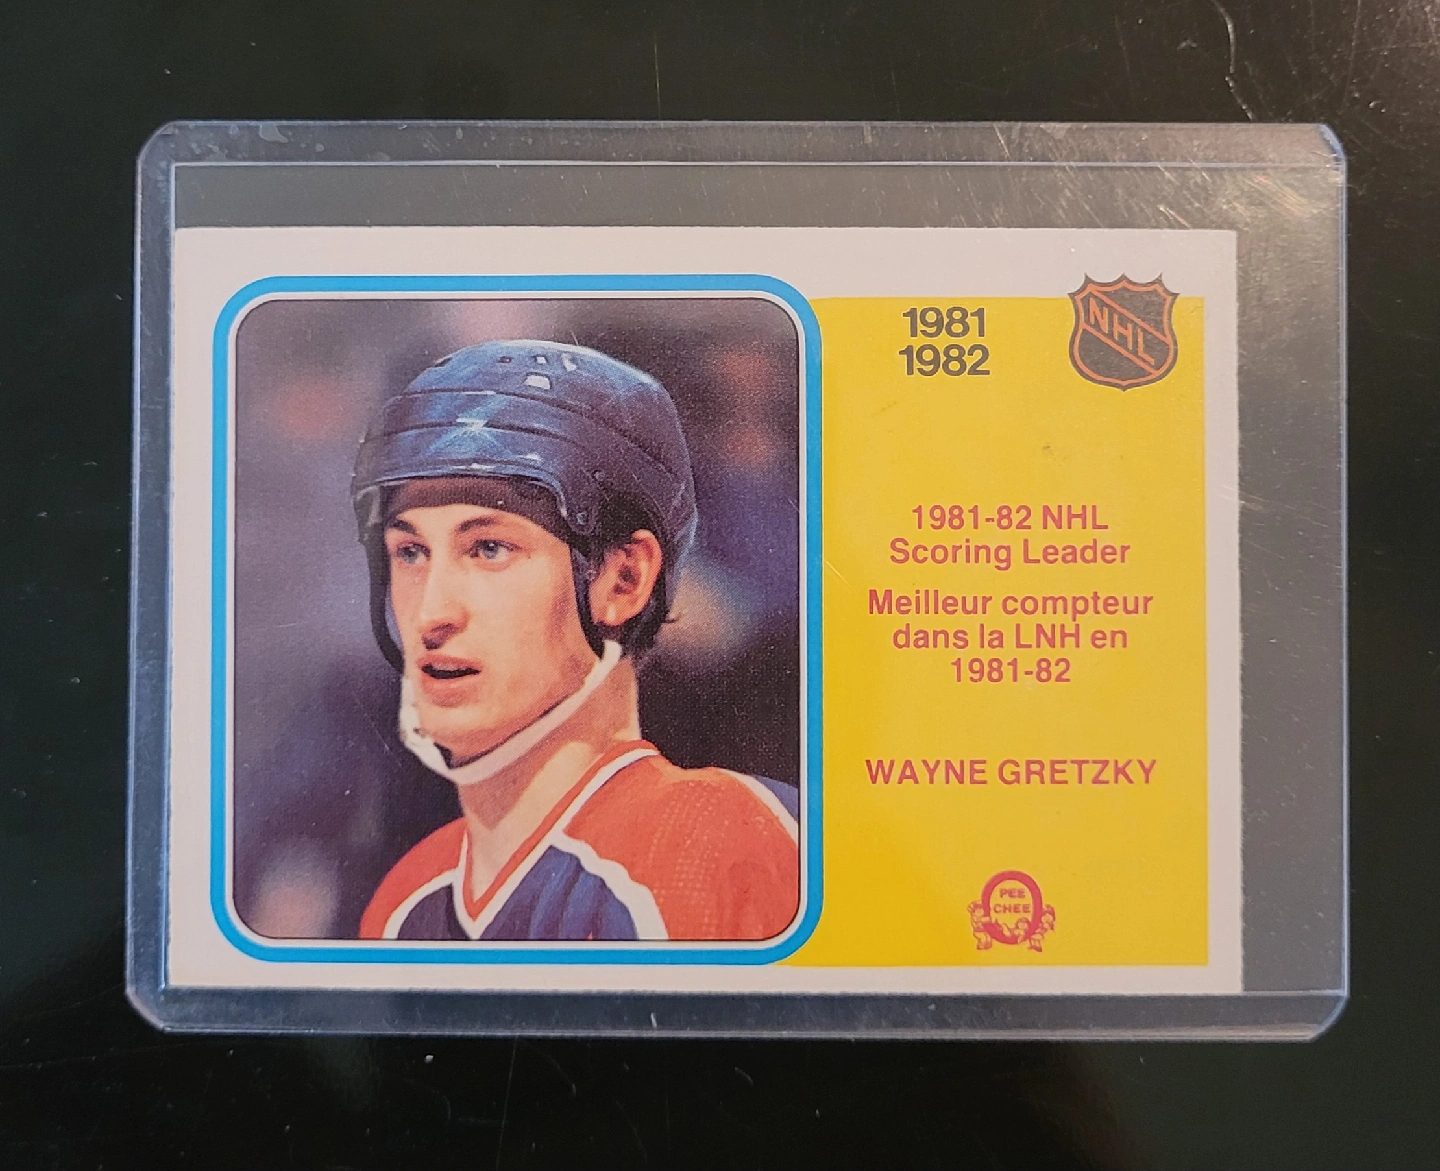 1981
1982
NHL
1981-82 NHL
Scoring Leader
Meilleur compteur
dans la LNH en
1981-82
WAYNE GRETZKY
PEE
CHEE